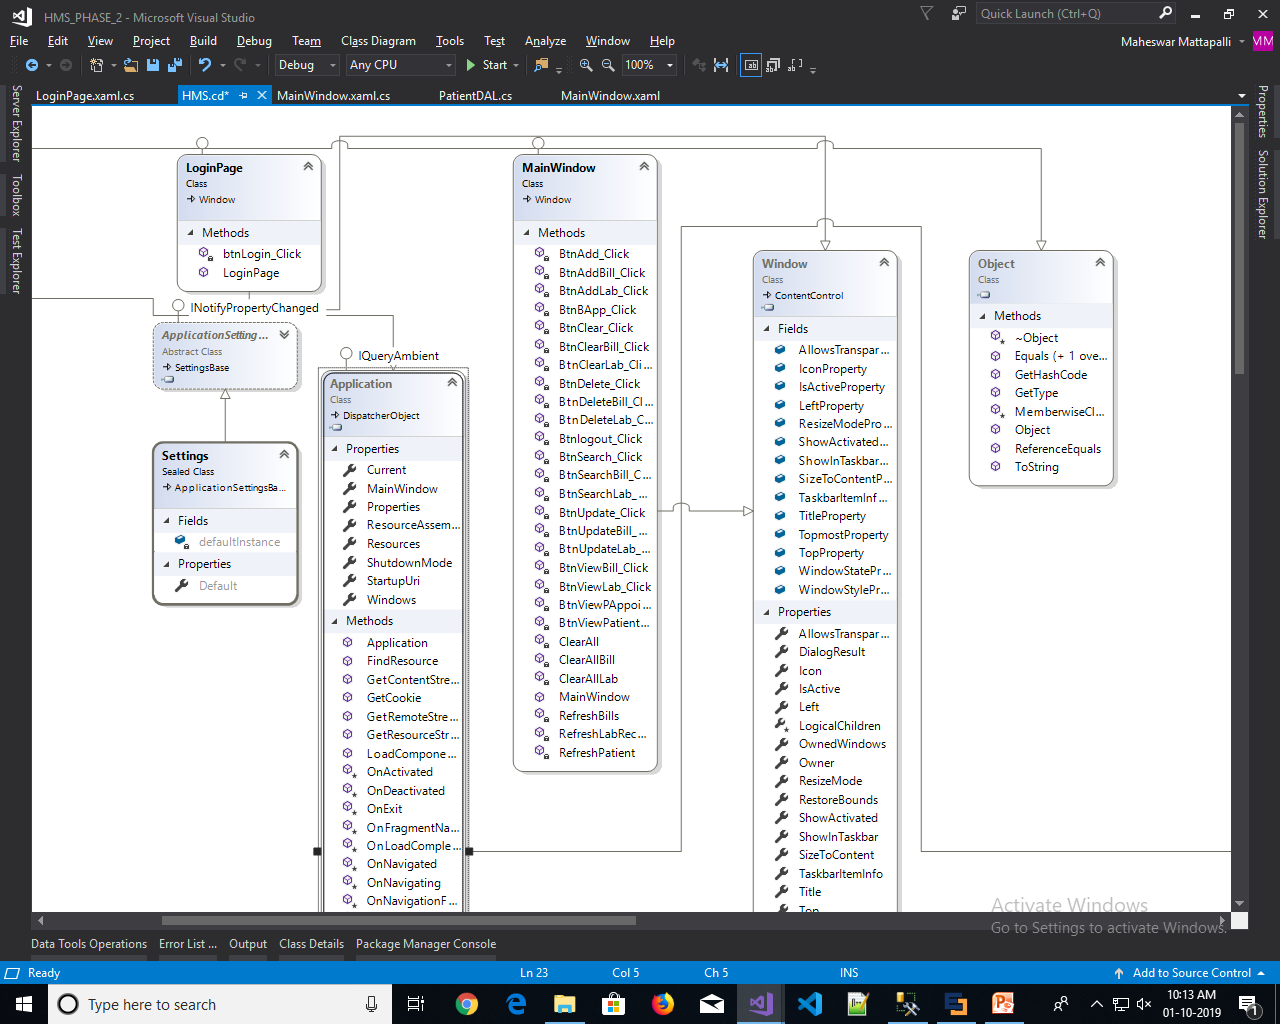 HMS_PHASE_2 - Microsoft Visual Studio
Quick Launch (Ctrl+Q)
File Edit View Project Build Debug Team Class Diagram Tools Test Analyze Window Help
Maheswar Mattapalli MM
Debug Any CPU Start 100%
LoginPage.xaml.cs HMS.cd* MainWindow.xaml.cs PatientDAL.cs MainWindow.xaml
Server Explorer
Toolbox
Test Explorer
Properties
Solution Explorer
LoginPage
Class
Window
Methods
btnLogin_Click
LoginPage
INotifyPropertyChanged
ApplicationSetting...
Abstract Class
SettingsBase
Settings
Sealed Class
ApplicationSettingsBa...
Fields
defaultInstance
Properties
Default
IQueryAmbient
Application
Class
DispatcherObject
Properties
Current
MainWindow
Properties
ResourceAssem...
Resources
ShutdownMode
StartupUri
Windows
Methods
Application
FindResource
GetContentStre...
GetCookie
GetRemoteStre...
GetResourceStr...
LoadCompone...
OnActivated
OnDeactivated
OnExit
OnFragmentNa...
OnLoadComple...
OnNavigated
OnNavigating
OnNavigationF...
MainWindow
Class
Window
Methods
BtnAdd_Click
BtnAddBill_Click
BtnAddLab_Click
BtnBApp_Click
BtnClear_Click
BtnClearBill_Click
BtnClearLab_Cli...
BtnDelete_Click
BtnDeleteBill_Cl...
BtnDeleteLab_C...
Btnlogout_Click
BtnSearch_Click
BtnSearchBill_C...
BtnSearchLab_...
BtnUpdate_Click
BtnUpdateBill_...
BtnUpdateLab_...
BtnViewBill_Click
BtnViewLab_Click
BtnViewPAppoi...
BtnViewPatient...
ClearAll
ClearAllBill
ClearAllLab
MainWindow
RefreshBills
RefreshLabRec...
RefreshPatient
Window
Class
ContentControl
Fields
AllowsTranspar...
IconProperty
IsActiveProperty
LeftProperty
ResizeModePro...
ShowActivated...
ShowInTaskbar...
SizeToContentP...
TaskbarItemInf...
TitleProperty
TopmostProperty
TopProperty
WindowStatePr...
WindowStylePr...
Properties
AllowsTranspar...
DialogResult
Icon
IsActive
Left
LogicalChildren
OwnedWindows
Owner
ResizeMode
RestoreBounds
ShowActivated
ShowInTaskbar
SizeToContent
TaskbarItemInfo
Title
Top
Object
Class
Methods
~Object
Equals (+ 1 ove...
GetHashCode
GetType
MemberwiseCl...
Object
ReferenceEquals
ToString
Activate Windows
Go to Settings to activate Windows.
Data Tools Operations Error List ... Output Class Details Package Manager Console
Ready Ln 23 Col 5 Ch 5 INS Add to Source Control
Type here to search
10:13 AM
01-10-2019
1